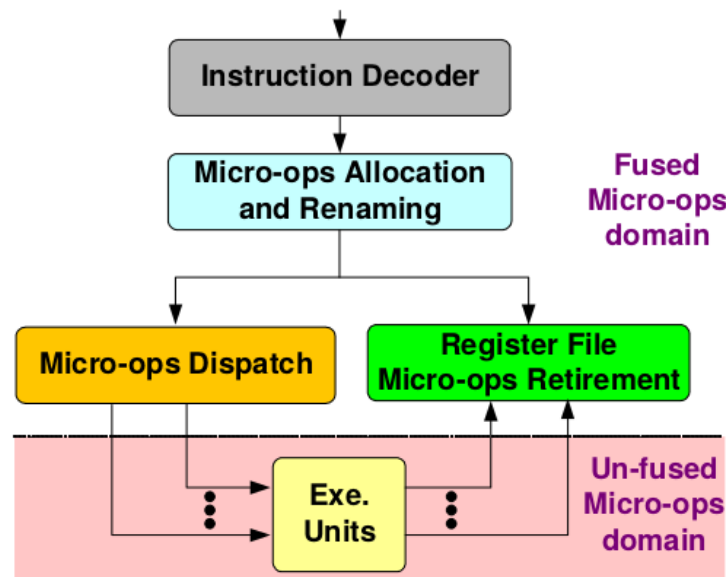 Instruction Decoder
Micro-ops Allocation
and Renaming
Fused
Micro-ops
domain
Micro-ops Dispatch
Register File
Micro-ops Retirement
Exe.
Units
Un-fused
Micro-ops
domain